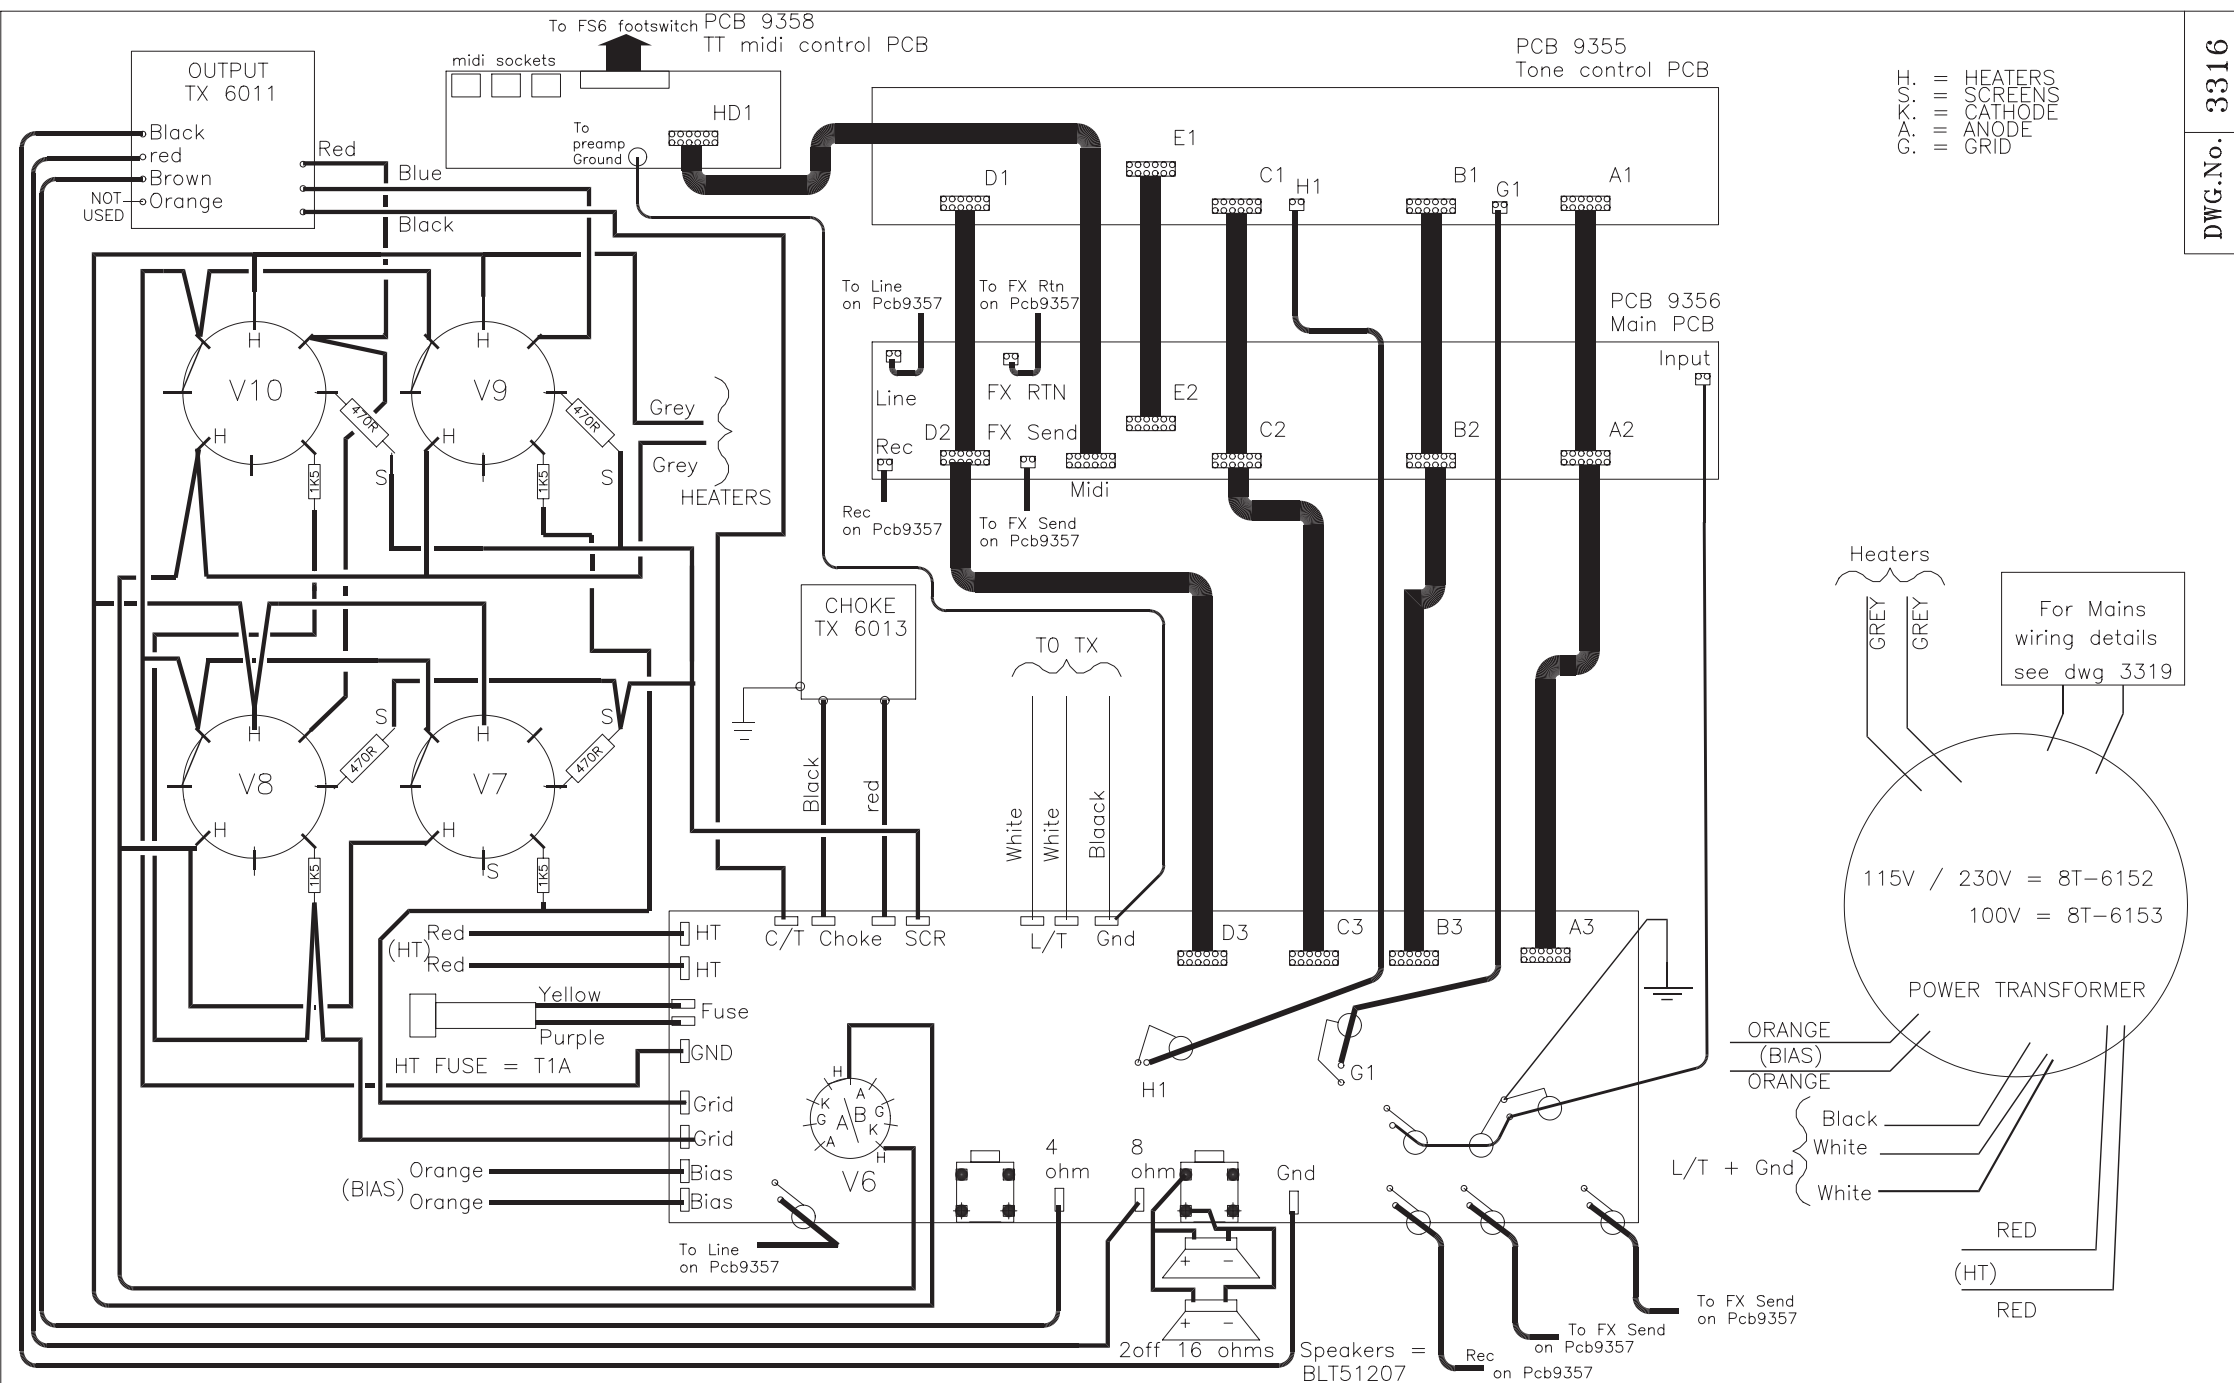 To FS6 footswitch
PCB 9358
TT midi control PCB
midi sockets
HD1
To
preamp
Ground
OUTPUT
TX 6011
Black
red
Brown
Orange
NOT
USED
Red
Blue
Black
PCB 9355
Tone control PCB
E1
D1
C1
H1
B1
G1
A1
H. = HEATERS
S. = SCREENS
K. = CATHODE
A. = ANODE
G. = GRID
DWG.No. 3316
To Line
on Pcb9357
To FX Rtn
on Pcb9357
PCB 9356
Main PCB
Input
Line
FX RTN
E2
Rec
D2
FX Send
C2
B2
A2
Midi
Rec
on Pcb9357
To FX Send
on Pcb9357
H
V10
H
470R
1K5
S
H
V9
H
470R
1K5
S
Grey
Grey
HEATERS
H
V8
H
S
470R
1K5
H
V7
H
S
470R
S
1K5
CHOKE
TX 6013
Black
red
TO TX
White
White
Blaack
Heaters
GREY
GREY
For Mains
wiring details
see dwg 3319
115V / 230V = 8T-6152
100V = 8T-6153
POWER TRANSFORMER
ORANGE
(BIAS)
ORANGE
Black
White
L/T + Gnd
White
RED
(HT)
RED
Red
(HT)
Red
HT
HT
C/T
Choke
SCR
L/T
Gnd
D3
C3
B3
A3
Yellow
Fuse
Purple
HT FUSE = T1A
GND
Grid
Grid
Orange
(BIAS)
Orange
Bias
Bias
H
A
K
G
G
A
B
K
A
H
V6
H1
G1
4
ohm
8
ohm
Gnd
To Line
on Pcb9357
+ -
+ -
2off 16 ohms Speakers =
BLT51207
Rec
on Pcb9357
To FX Send
on Pcb9357
To FX Send
on Pcb9357